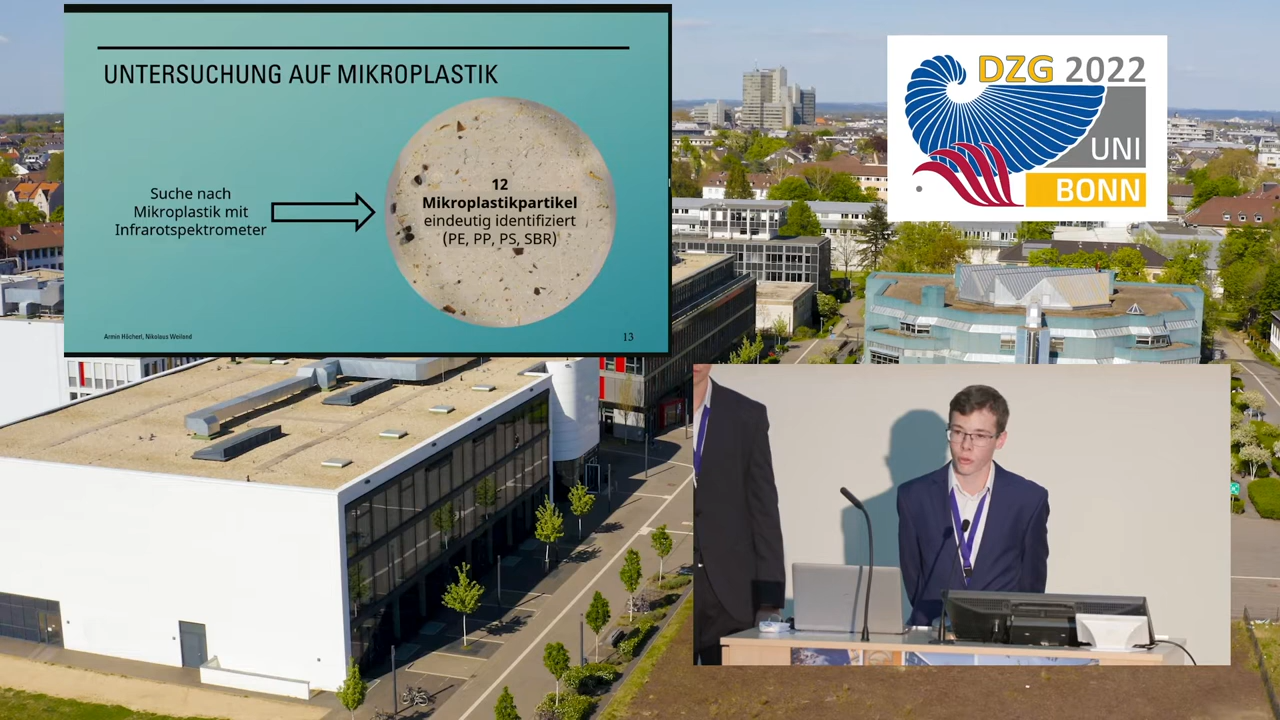 UNTERSUCHUNG AUF MIKROPLASTIK
Suche nach
Mikroplastik mit
Infrarotspektrometer
12
Mikroplastikpartikel
eindeutig identifiziert
(PE, PP, PS, SBR)
Armin Höcherl, Nikolaus Weiland
13
DZG 2022
UNI
BONN